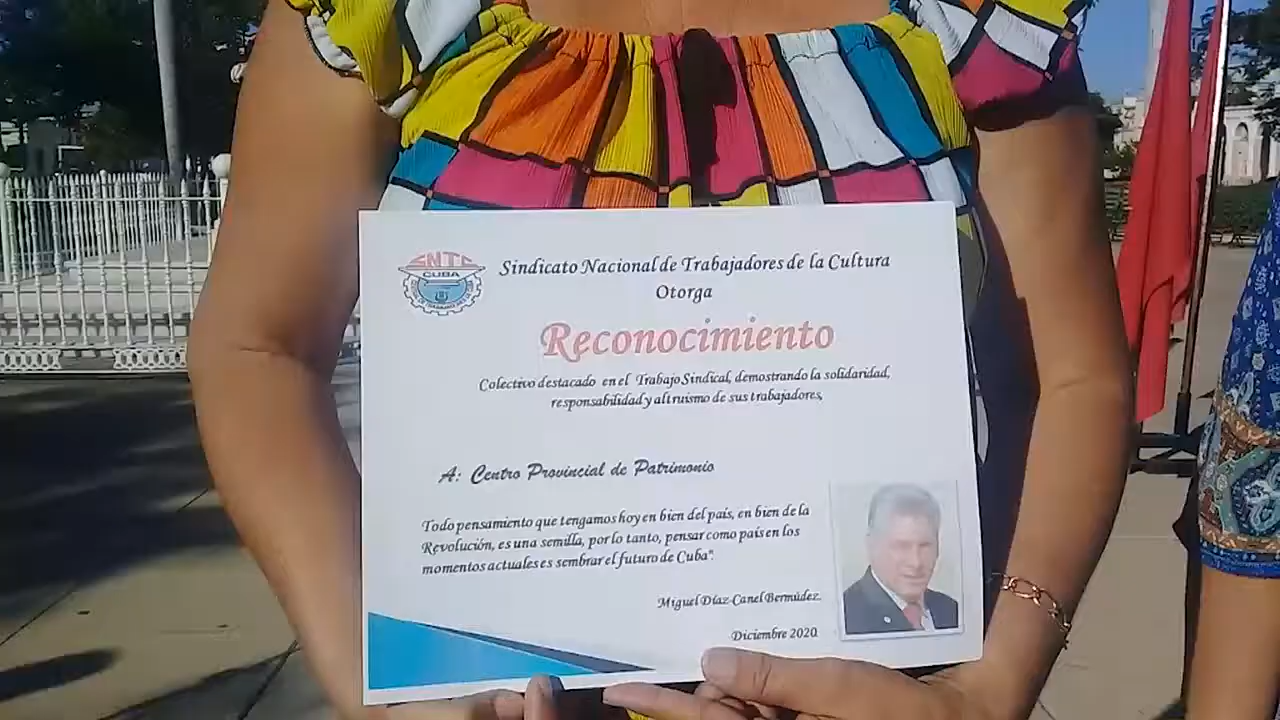 SNTC
CUBA
Sindicato Nacional de Trabajadores de la Cultura
Otorga
Reconocimiento
Colectivo destacado en el Trabajo Sindical, demostrando la solidaridad,
responsabilidad y altruismo de sus trabajadores,
A: Centro Provincial de Patrimonio
Todo pensamiento que tengamos hoy en bien del país, en bien de la
Revolución, es una semilla, por lo tanto, pensar como país en los
momentos actuales es sembrar el futuro de Cuba".
Miguel Díaz-Canel Bermúdez.
Diciembre 2020.